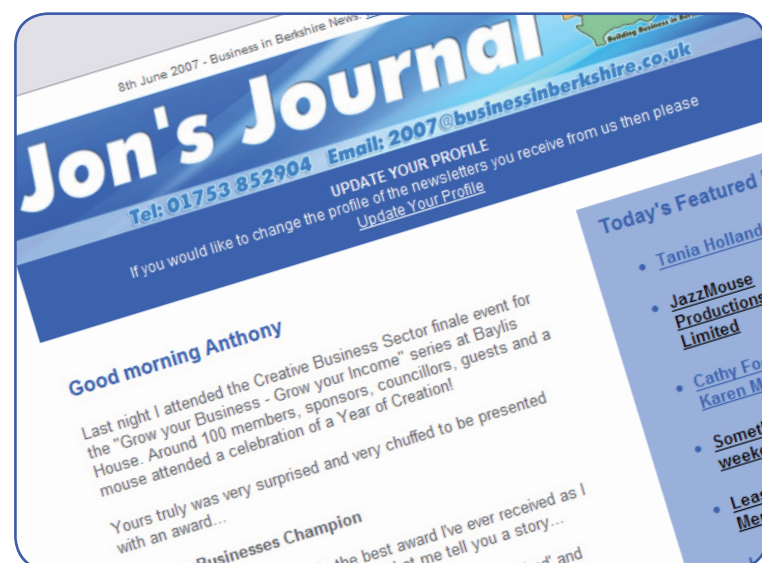 8th June 2007 - Business in Berkshire News.
Jon's Journal
Building Business in
Tel: 01753 852904 Email: 2007@businessinberkshire.co.uk
UPDATE YOUR PROFILE
If you would like to change the profile of the newsletters you receive from us then please
Update Your Profile
Good morning Anthony
Last night I attended the Creative Business Sector finale event for
the "Grow your Business - Grow your Income" series at Baylis
House. Around 100 members, sponsors, councillors, guests and a
mouse attended a celebration of a Year of Creation!
Yours truly was very surprised and very chuffed to be presented
with an award...
Businesses Champion
the best award I've ever received as I
me tell you a story...
and
Today's Featured
Tania Holland
JazzMouse
Productions
Limited
Cathy
Karen